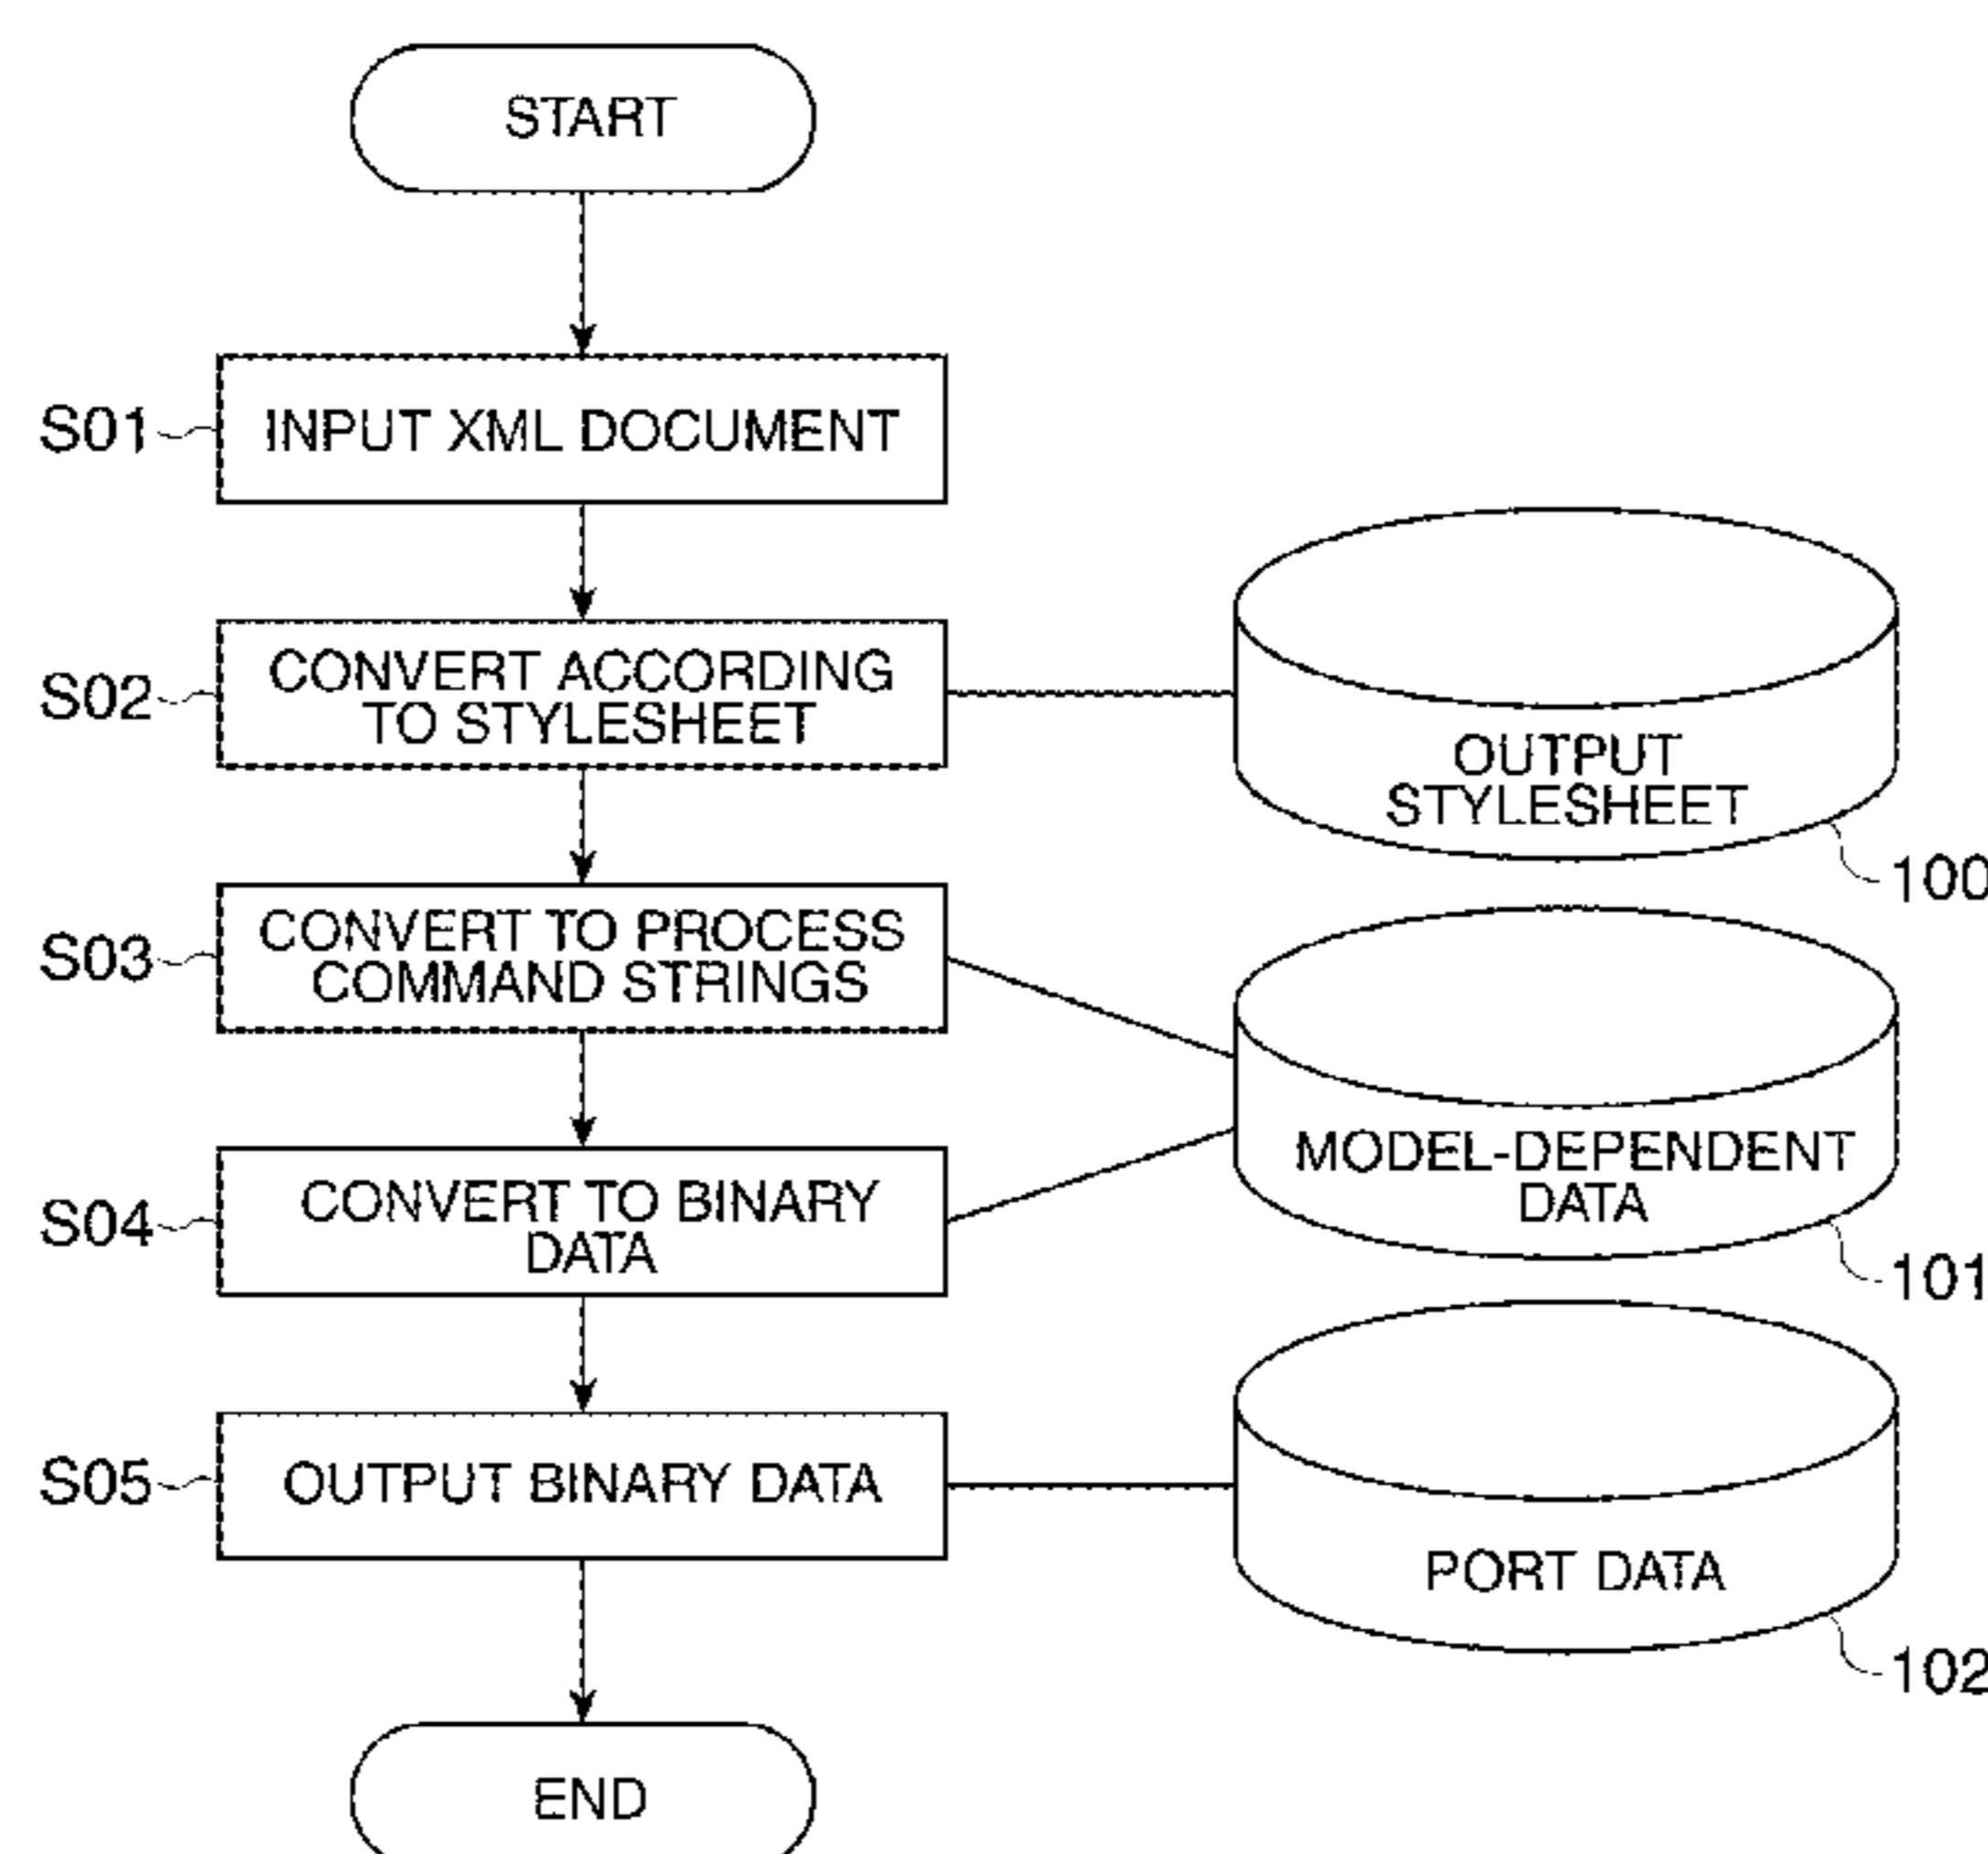 START
S01
INPUT XML DOCUMENT
S02
CONVERT ACCORDING
TO STYLESHEET
OUTPUT
STYLESHEET
100
S03
CONVERT TO PROCESS
COMMAND STRINGS
MODEL-DEPENDENT
DATA
101
S04
CONVERT TO BINARY
DATA
S05
OUTPUT BINARY DATA
PORT DATA
102
END